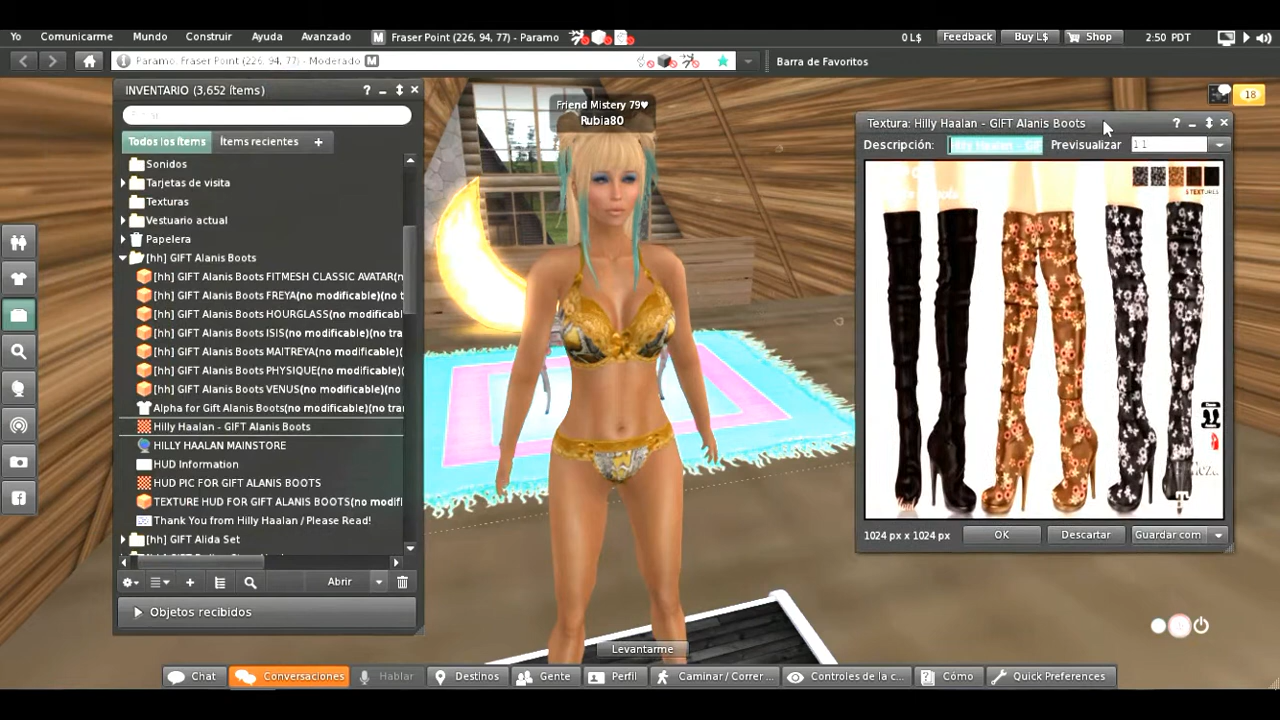 Yo Comunicarme Mundo Construir Ayuda Avanzado M Fraser Point (226, 94, 77) - Paramo 0 L$ Feedback Buy L$ Shop 2:50 PDT
Paramo, Fraser Point (226, 94, 77) - Moderado M Barra de Favoritos
INVENTARIO (3,652 ítems) ?
Todos los ítems Ítems recientes +
Sonidos
Tarjetas de visita
Texturas
Vestuario actual
Papelera
[hh] GIFT Alanis Boots
[hh] GIFT Alanis Boots FITMESH CLASSIC AVATAR(n
[hh] GIFT Alanis Boots FREYA(no modificable)(no t
[hh] GIFT Alanis Boots HOURGLASS(no modificable)
[hh] GIFT Alanis Boots ISIS(no modificable)(no tra
[hh] GIFT Alanis Boots MAITREYA(no modificable)(
[hh] GIFT Alanis Boots PHYSIQUE(no modificable)(
[hh] GIFT Alanis Boots VENUS(no modificable)(no
Alpha for Gift Alanis Boots(no modificable)(no tra
Hilly Haalan - GIFT Alanis Boots
HILLY HAALAN MAINSTORE
HUD Information
HUD PIC FOR GIFT ALANIS BOOTS
TEXTURE HUD FOR GIFT ALANIS BOOTS(no modifi
Thank You from Hilly Haalan / Please Read!
[hh] GIFT Alida Set
Abrir
Objetos recibidos
Friend Mistery 79♥
Rubia80
18
Textura: Hilly Haalan - GIFT Alanis Boots ?
Descripción: Hilly Haalan - GIF Previsualizar 1 1
5 TEXTURES
1024 px x 1024 px OK Descartar Guardar com
Levantarme
Chat Conversaciones Hablar Destinos Gente Perfil Caminar / Correr ... Controles de la c... Cómo Quick Preferences